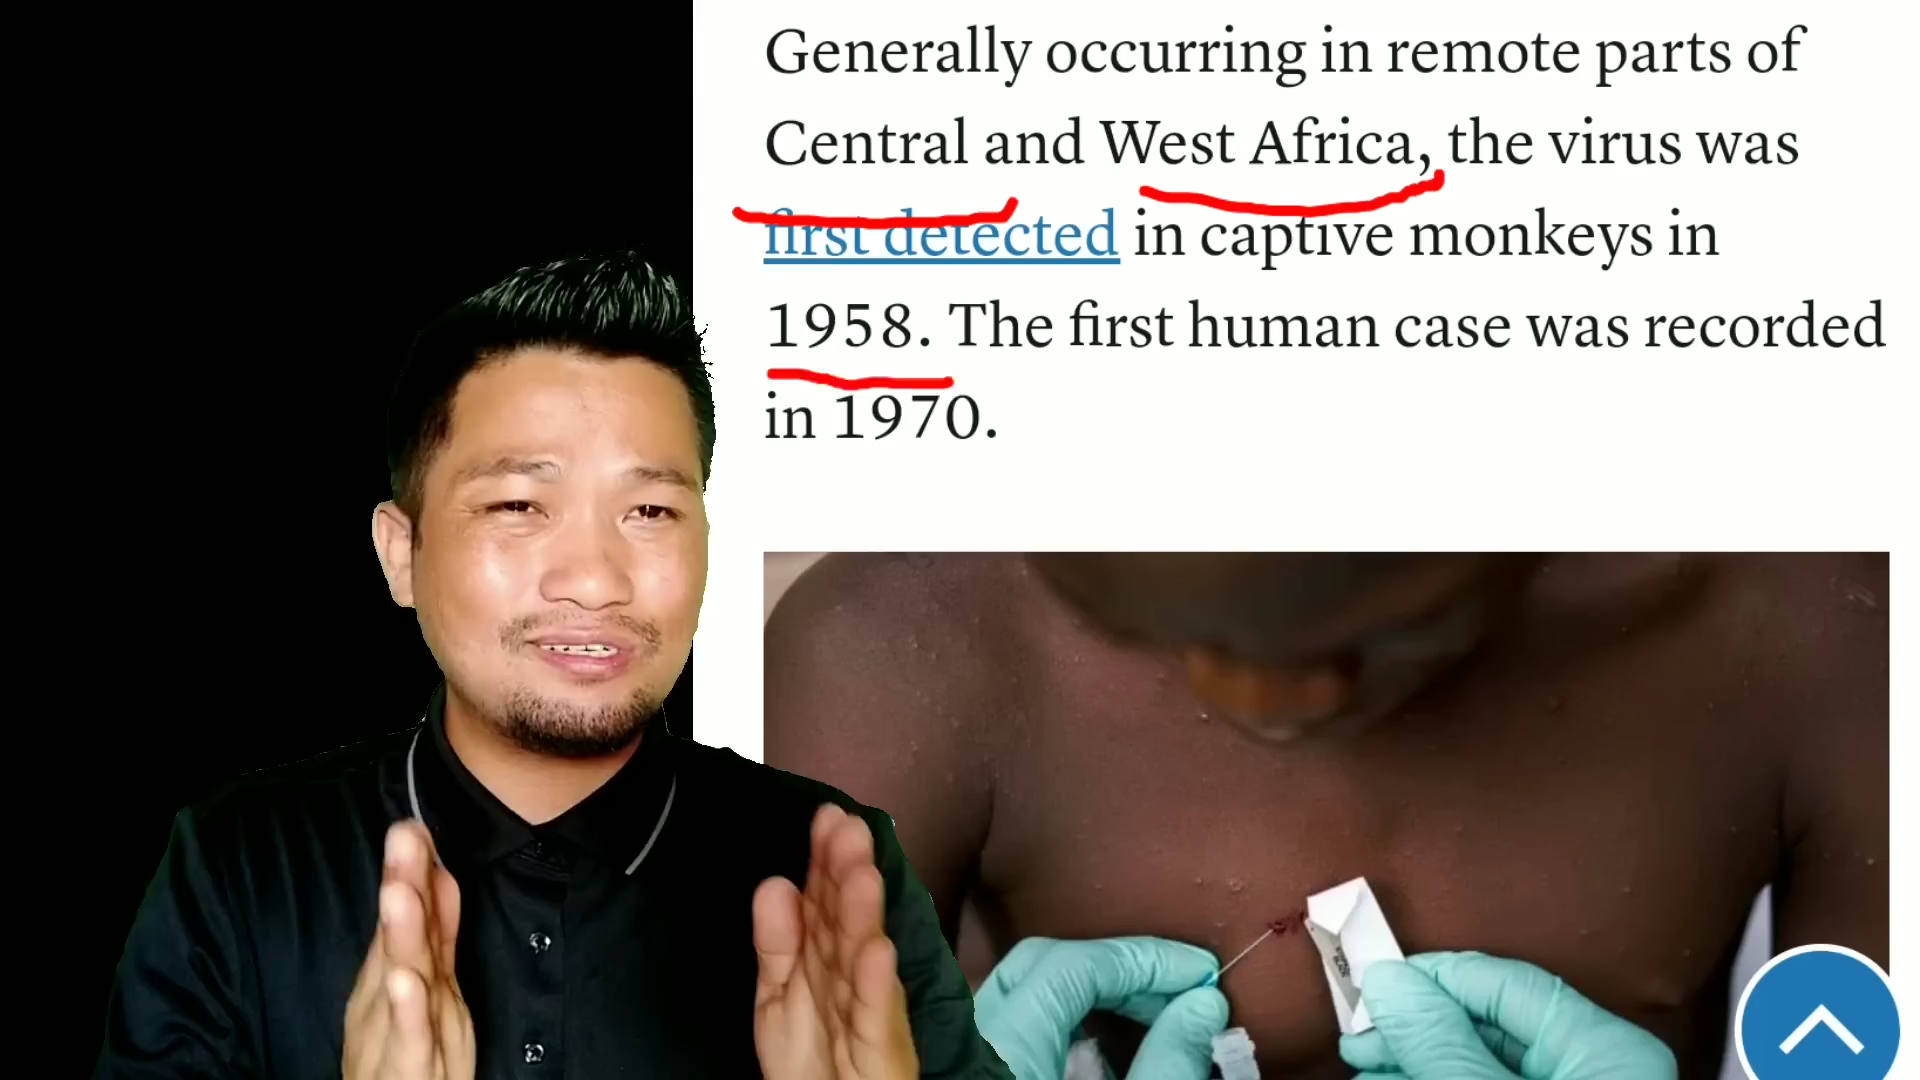 Generally occurring in remote parts of
Central and West Africa, the virus was
first detected in captive monkeys in
1958. The first human case was recorded
in 1970.